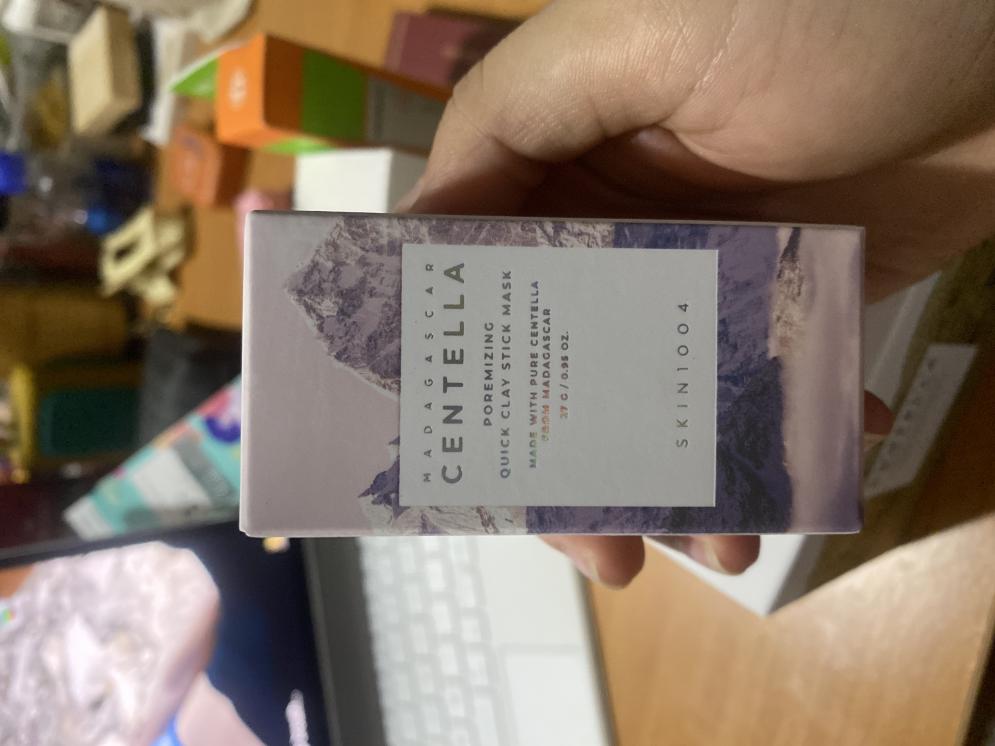 MADAGASCAR
CENTELLA
POREMIZING
QUICK CLAY STICK MASK
MADE WITH PURE CENTELLA
FROM MADAGASCAR
27 G / 0.95 OZ.
SKIN1004